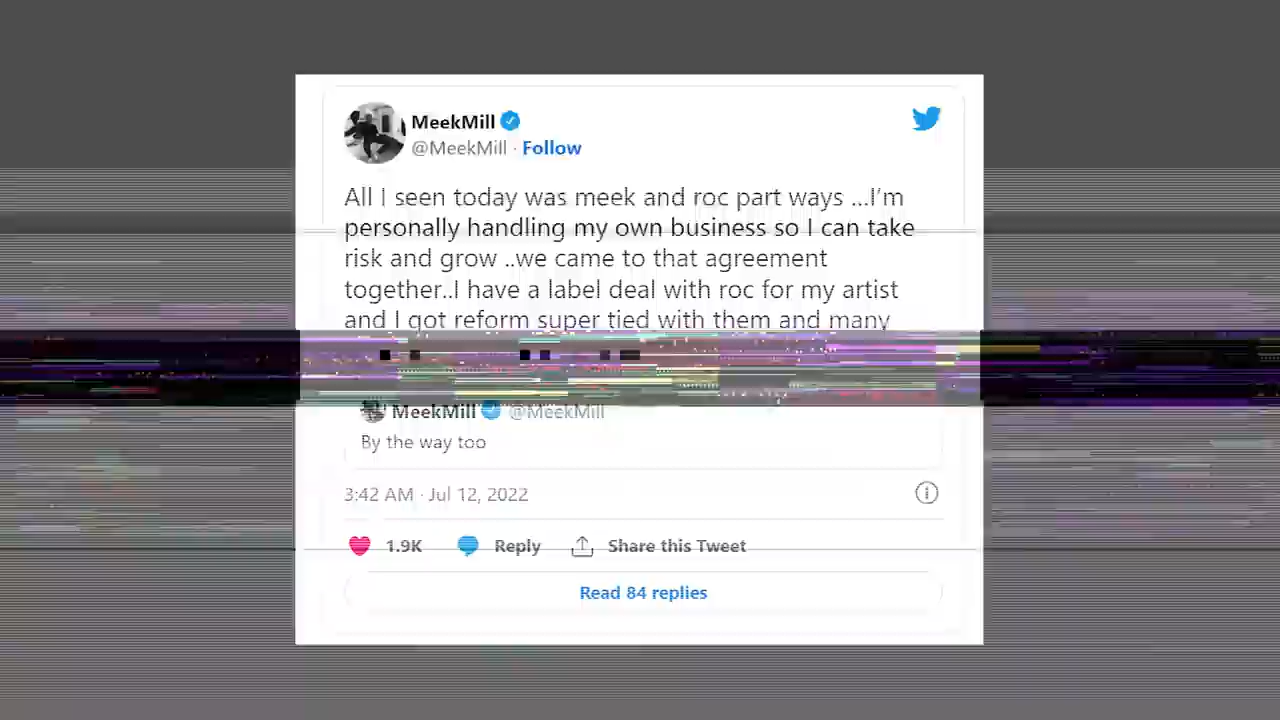 MeekMill
@MeekMill · Follow
All I seen today was meek and roc part ways ...I'm
personally handling my own business so I can take
risk and grow ..we came to that agreement
together..I have a label deal with roc for my artist
and I got reform super tied with them and many
MeekMill @MeekMill
By the way too
3:42 AM · Jul 12, 2022
1.9K Reply Share this Tweet
Read 84 replies